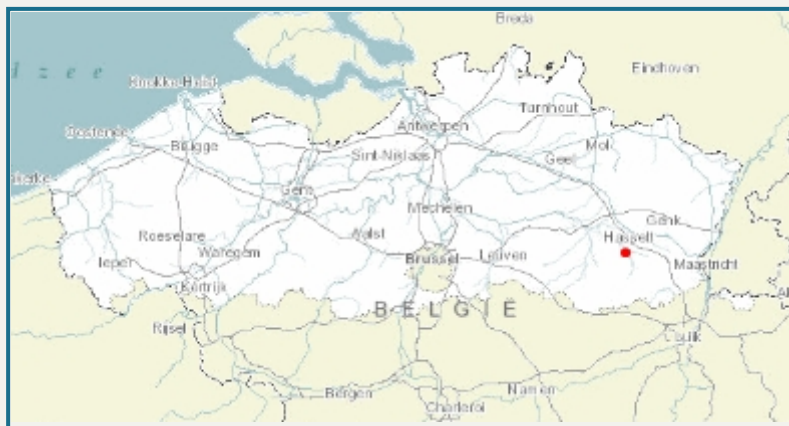 Breda
dzee
Eindhoven
Knokke-Heist
Turnhout
Antwerpen
Oostende
Brugge
Mol
Sint-Niklaas
Geel
Gent
Mechelen
Genk
Roeselare
Aalst
Hasselt
Waregem
Brussel
Leuven
Ieper
Maastricht
Kortrijk
BELGIË
Rijsel
Luik
Bergen
Namen
Charleroi